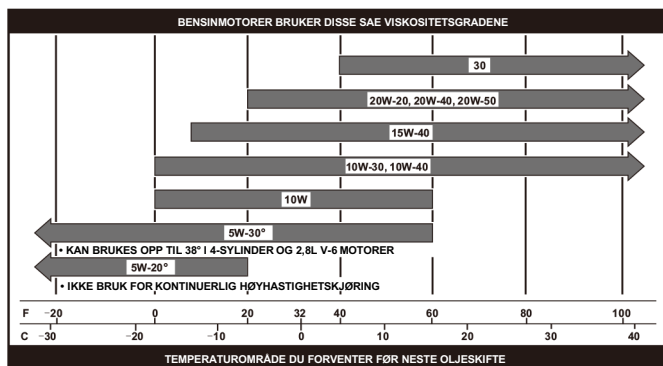 BENSINMOTORER BRUKER DISSE SAE VISKOSITETSGRADENE
30
20W-20, 20W-40, 20W-50
15W-40
10W-30, 10W-40
10W
5W-30°
• KAN BRUKES OPP TIL 38° I 4-SYLINDER OG 2,8L V-6 MOTORER
5W-20°
• IKKE BRUK FOR KONTINUERLIG HØYHASTIGHETSKJØRING
F -20 0 20 32 40 60 80 100
C -30 -20 -10 0 10 20 30 40
TEMPERATUROMRÅDE DU FORVENTER FØR NESTE OLJESKIFTE